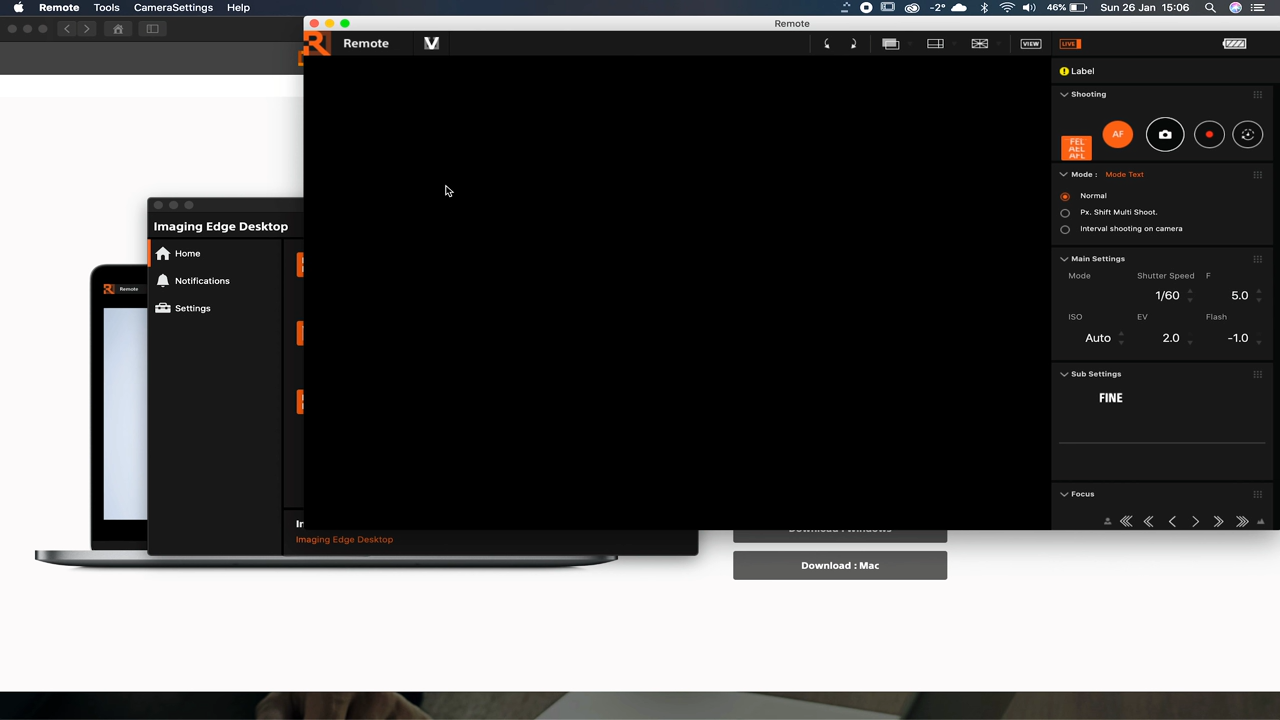 Remote Tools CameraSettings Help
-2° 46% Sun 26 Jan 15:06
Remote
Remote
VIEW LIVE
Label
Shooting
FEL
AEL
AFL
AF
Mode : Mode Text
Normal
Px. Shift Multi Shoot.
Interval shooting on camera
Main Settings
Mode Shutter Speed F
1/60 5.0
ISO EV Flash
Auto 2.0 -1.0
Sub Settings
FINE
Focus
Imaging Edge Desktop
Home
Notifications
Settings
Imaging Edge Desktop
Remote
Download : Windows
Download : Mac